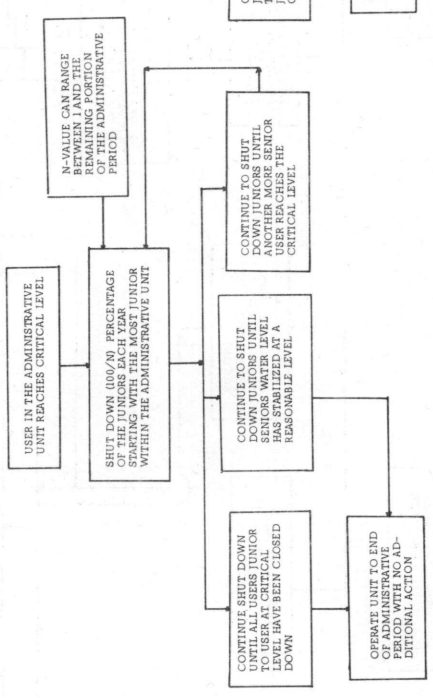 USER IN THE ADMINISTRATIVE
UNIT REACHES CRITICAL LEVEL
N-VALUE CAN RANGE
BETWEEN 1 AND THE
REMAINING PORTION
OF THE ADMINISTRATIVE
PERIOD
SHUT DOWN (100/N) PERCENTAGE
OF THE JUNIORS EACH YEAR
STARTING WITH THE MOST JUNIOR
WITHIN THE ADMINISTRATIVE UNIT
CONTINUE SHUT DOWN
UNTIL ALL USERS JUNIOR
TO USER AT CRITICAL
LEVEL HAVE BEEN CLOSED
DOWN
CONTINUE TO SHUT
DOWN JUNIORS UNTIL
SENIORS WATER LEVEL
HAS STABILIZED AT A
REASONABLE LEVEL
CONTINUE TO SHUT
DOWN JUNIORS UNTIL
ANOTHER MORE SENIOR
USER REACHES THE
CRITICAL LEVEL
OPERATE UNIT TO END
OF ADMINISTRATIVE
PERIOD WITH NO AD-
DITIONAL ACTION